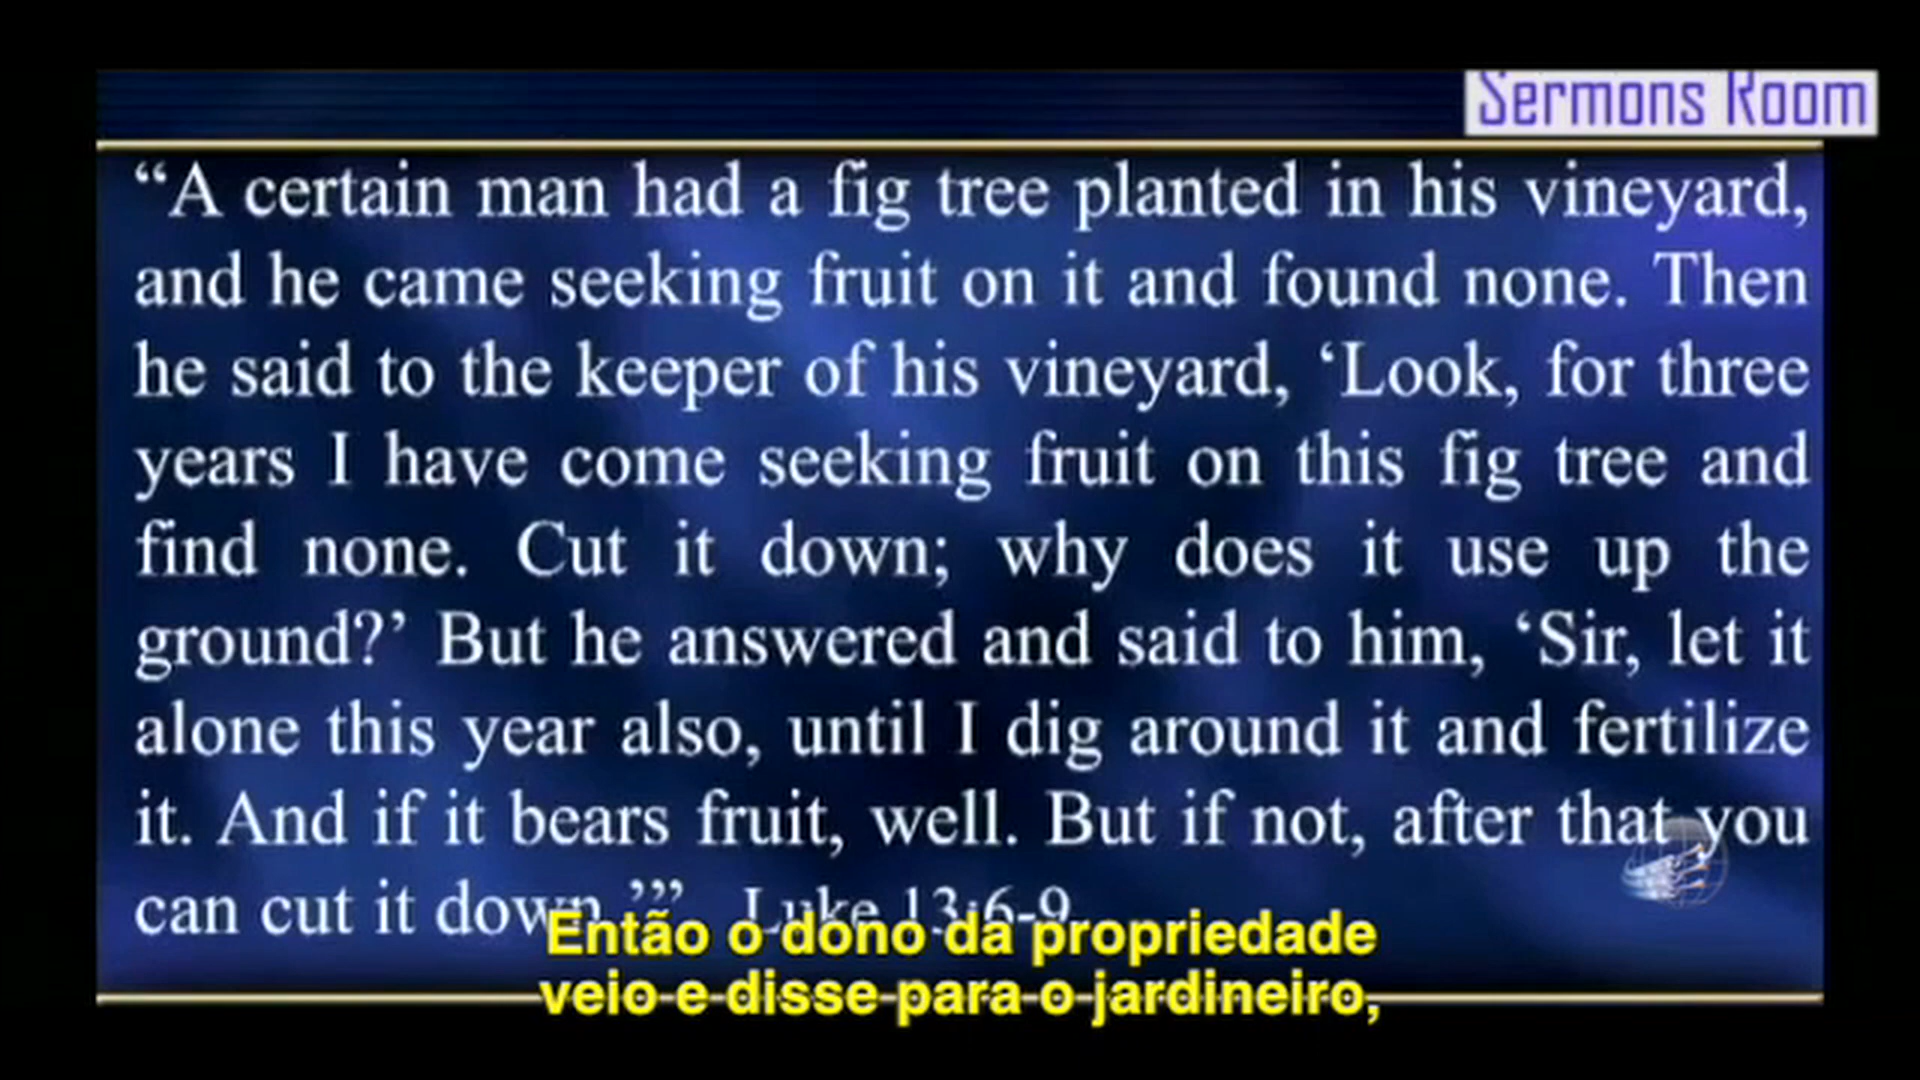 Sermons Room
“A certain man had a fig tree planted in his vineyard,
and he came seeking fruit on it and found none. Then
he said to the keeper of his vineyard, ‘Look, for three
years I have come seeking fruit on this fig tree and
find none. Cut it down; why does it use up the
ground?’ But he answered and said to him, ‘Sir, let it
alone this year also, until I dig around it and fertilize
it. And if it bears fruit, well. But if not, after that you
can cut it down.’” Luke 13:6-9
Então o dono da propriedade
veio e disse para o jardineiro,